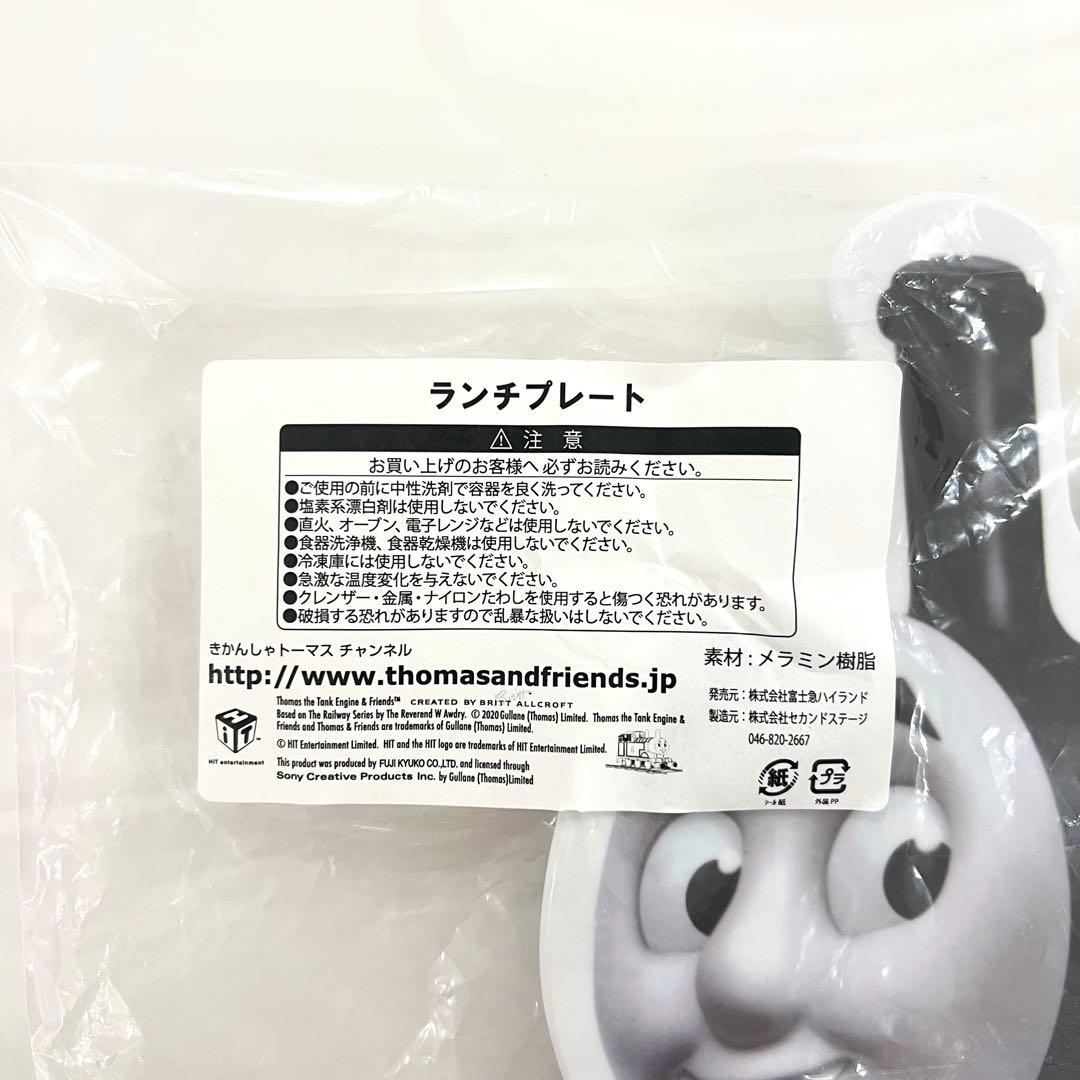 ランチプレート
⚠ 注 意
お買い上げのお客様へ 必ずお読みください。
●ご使用の前に中性洗剤で容器を良く洗ってください。
●塩素系漂白剤は使用しないでください。
●直火、オーブン、電子レンジなどは使用しないでください。
●食器洗浄機、食器乾燥機は使用しないでください。
●冷凍庫には使用しないでください。
●急激な温度変化を与えないでください。
●クレンザー・金属・ナイロンたわしを使用すると傷つく恐れがあります。
●破損する恐れがありますので乱暴な扱いはしないでください。
きかんしゃトーマス チャンネル
http://www.thomasandfriends.jp
素材：メラミン樹脂
発売元：株式会社富士急ハイランド
製造元：株式会社セカンドステージ
046-820-2667
HiT
HiT entertainment
Thomas the Tank Engine & Friends™ CREATED BY BRITT ALLCROFT
Based on The Railway Series by The Reverend W Awdry. © 2020 Gullane (Thomas) Limited. Thomas the Tank Engine &
Friends and Thomas & Friends are trademarks of Gullane (Thomas) Limited.
© HIT Entertainment Limited. HIT and the HIT logo are trademarks of HIT Entertainment Limited.
This product was produced by FUJI KYUKO CO.,LTD. and licensed through
Sony Creative Products Inc. by Gullane (Thomas)Limited
紙
シール紙
プラ
外装 PP